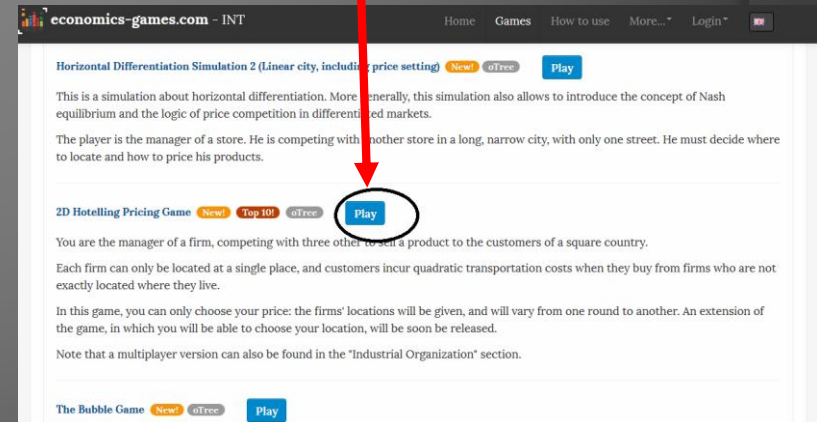 economics-games.com - INT
Home Games How to use More... Login
Horizontal Differentiation Simulation 2 (Linear city, including price setting) New! oTree Play
This is a simulation about horizontal differentiation. More generally, this simulation also allows to introduce the concept of Nash
equilibrium and the logic of price competition in differentiated markets.
The player is the manager of a store. He is competing with another store in a long, narrow city, with only one street. He must decide where
to locate and how to price his products.
2D Hotelling Pricing Game New! Top 10! oTree Play
You are the manager of a firm, competing with three other to sell a product to the customers of a square country.
Each firm can only be located at a single place, and customers incur quadratic transportation costs when they buy from firms who are not
exactly located where they live.
In this game, you can only choose your price: the firms' locations will be given, and will vary from one round to another. An extension of
the game, in which you will be able to choose your location, will be soon be released.
Note that a multiplayer version can also be found in the "Industrial Organization" section.
The Bubble Game New! oTree Play